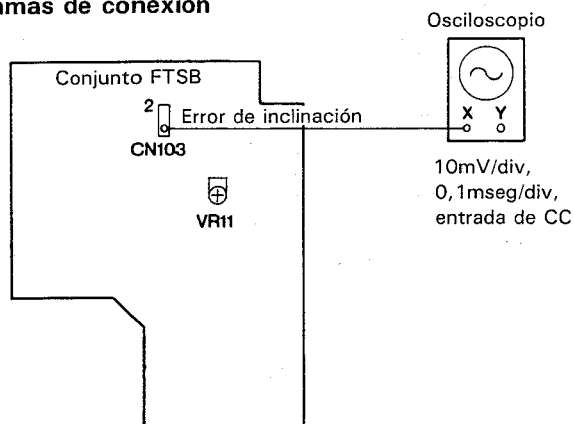 mas de conexión
Osciloscopio
Conjunto FTSB
2
Error de inclinación
CN103
X Y
VR11
10mV/div,
0,1mseg/div,
entrada de CC